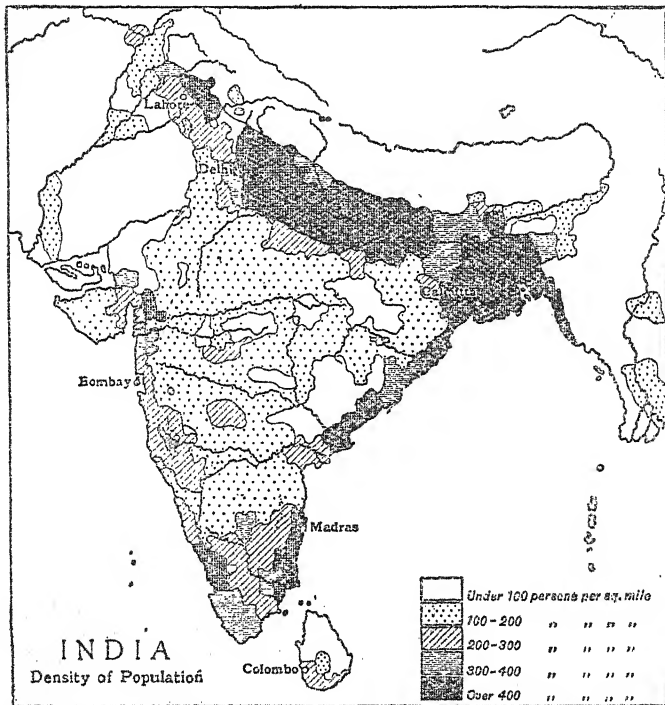 Lahore
Delhi
Calcutta
Bombay
Madras
Colombo
INDIA
Density of Population
Under 100 persons per sq. mile
100-200 " " " "
200-300 " " " "
300-400 " " " "
Over 400 " " " "